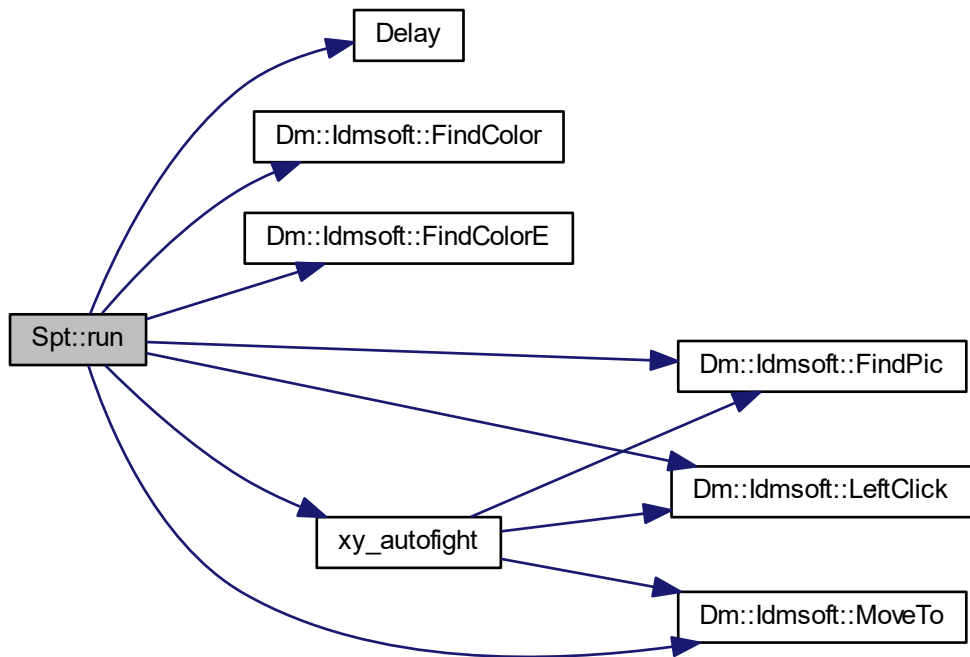 Delay
Dm::Idmsoft::FindColor
Dm::Idmsoft::FindColorE
Spt::run
Dm::Idmsoft::FindPic
Dm::Idmsoft::LeftClick
xy_autofight
Dm::Idmsoft::MoveTo